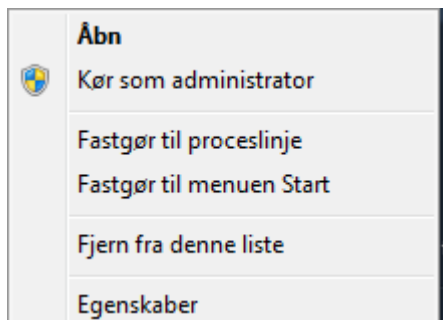 Åbn
Kør som administrator
Fastgør til proceslinje
Fastgør til menuen Start
Fjern fra denne liste
Egenskaber